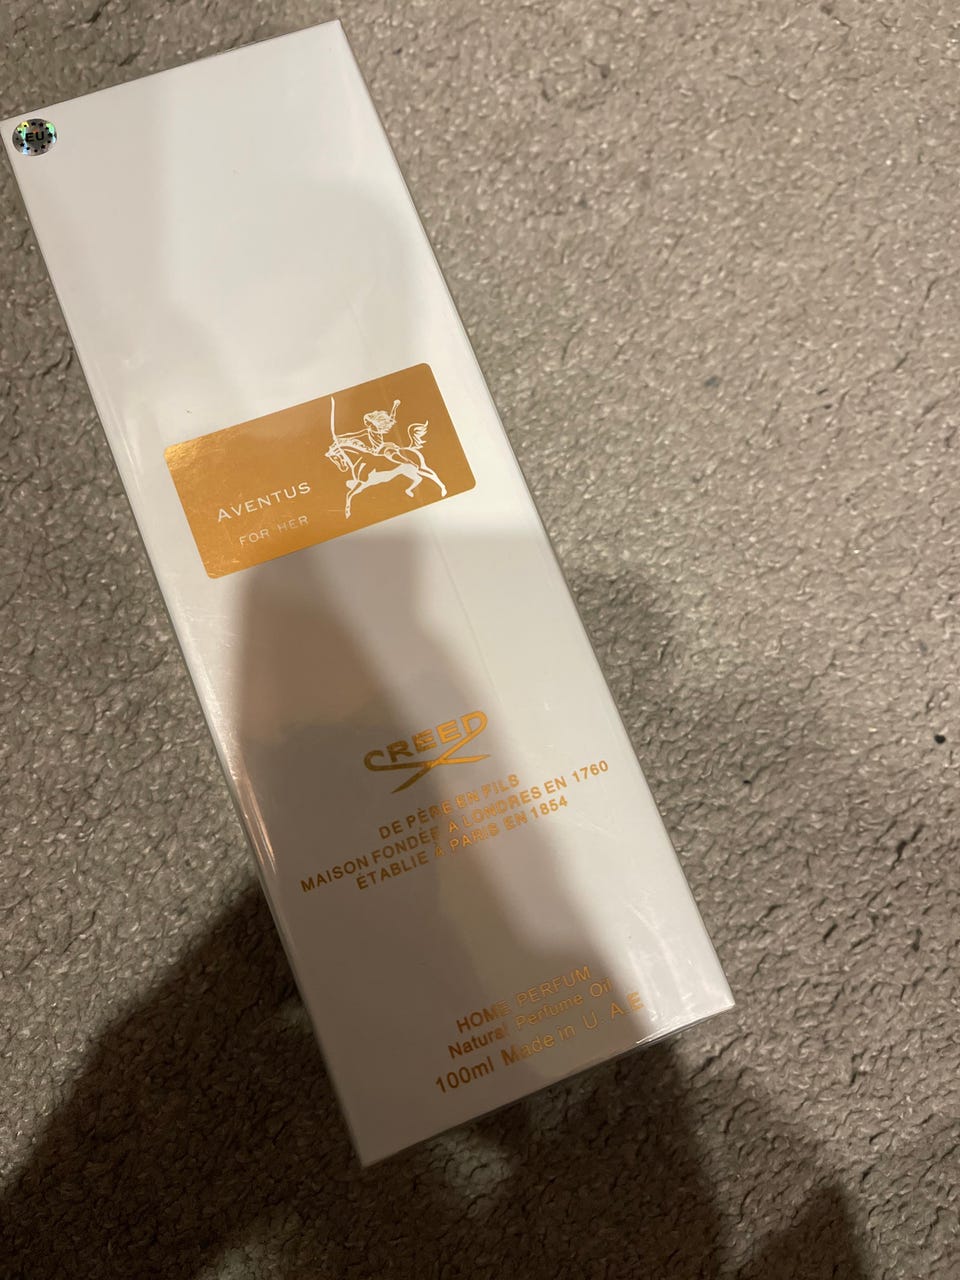 EU
AVENTUS
FOR HER
CREED
DE PÈRE EN FILS
MAISON FONDÉE A LONDRES EN 1760
ÉTABLIE À PARIS EN 1854
HOME PERFUM
Natural Perfume Oil
100ml Made in U.A.E